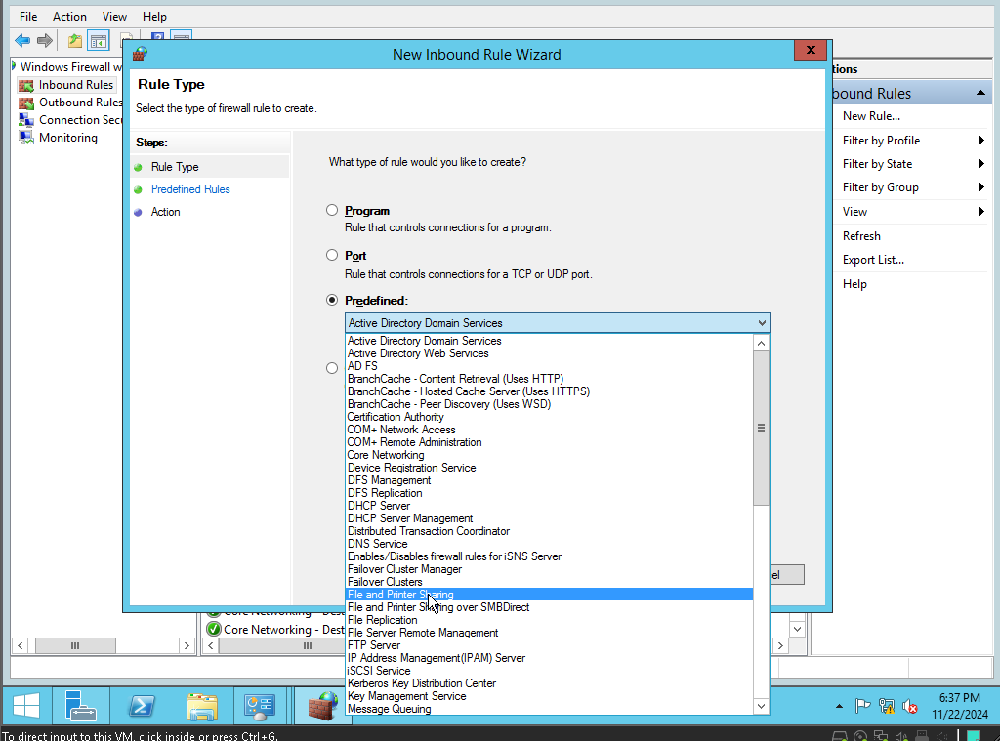 File Action View Help
New Inbound Rule Wizard
X
Windows Firewall w
Inbound Rules
Outbound Rules
Connection Secu
Monitoring
Rule Type
Select the type of firewall rule to create.
Steps:
Rule Type
Predefined Rules
Action
What type of rule would you like to create?
Program
Rule that controls connections for a program.
Port
Rule that controls connections for a TCP or UDP port.
Predefined:
Active Directory Domain Services
Active Directory Domain Services
Active Directory Web Services
AD FS
BranchCache - Content Retrieval (Uses HTTP)
BranchCache - Hosted Cache Server (Uses HTTPS)
BranchCache - Peer Discovery (Uses WSD)
Certification Authority
COM+ Network Access
COM+ Remote Administration
Core Networking
Device Registration Service
DFS Management
DFS Replication
DHCP Server
DHCP Server Management
Distributed Transaction Coordinator
DNS Service
Enables/Disables firewall rules for iSNS Server
Failover Cluster Manager
Failover Clusters
File and Printer Sharing
File and Printer Sharing over SMBDirect
File Replication
File Server Remote Management
FTP Server
IP Address Management(IPAM) Server
iSCSI Service
Kerberos Key Distribution Center
Key Management Service
Message Queuing
cel
tions
bound Rules
New Rule...
Filter by Profile
Filter by State
Filter by Group
View
Refresh
Export List...
Help
Core Networking - Dest
Core Networking - Dest
6:37 PM
11/22/2024
To direct input to this VM, click inside or press Ctrl+G.